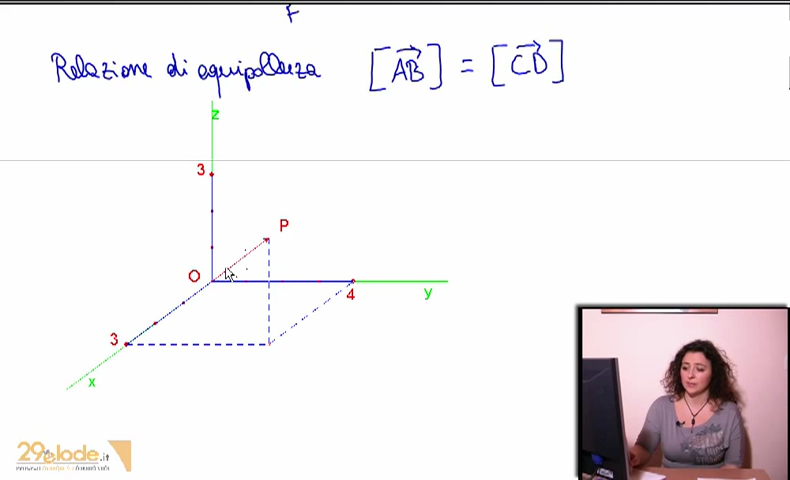 F
Relazione di equipollenza [AB] = [CD]
z
3
P
O
4
y
3
x
29elode.it